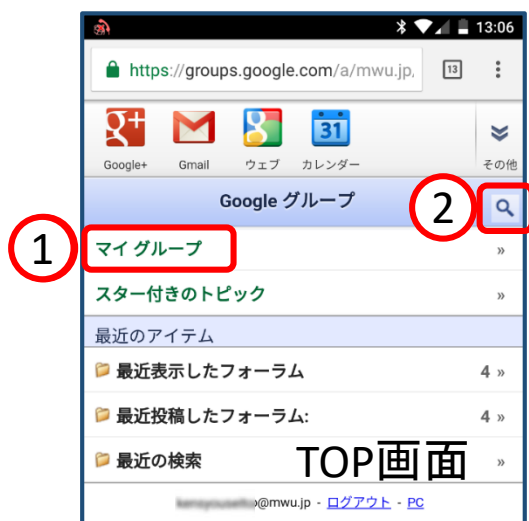 13:06
https://groups.google.com/a/mwu.jp,
13
31
Google+ Gmail ウェブ カレンダー その他
Google グループ
2
1
マイ グループ »
スター付きのトピック »
最近のアイテム
最近表示したフォーラム 4 »
最近投稿したフォーラム: 4 »
最近の検索 »
TOP画面
@mwu.jp - ログアウト - PC